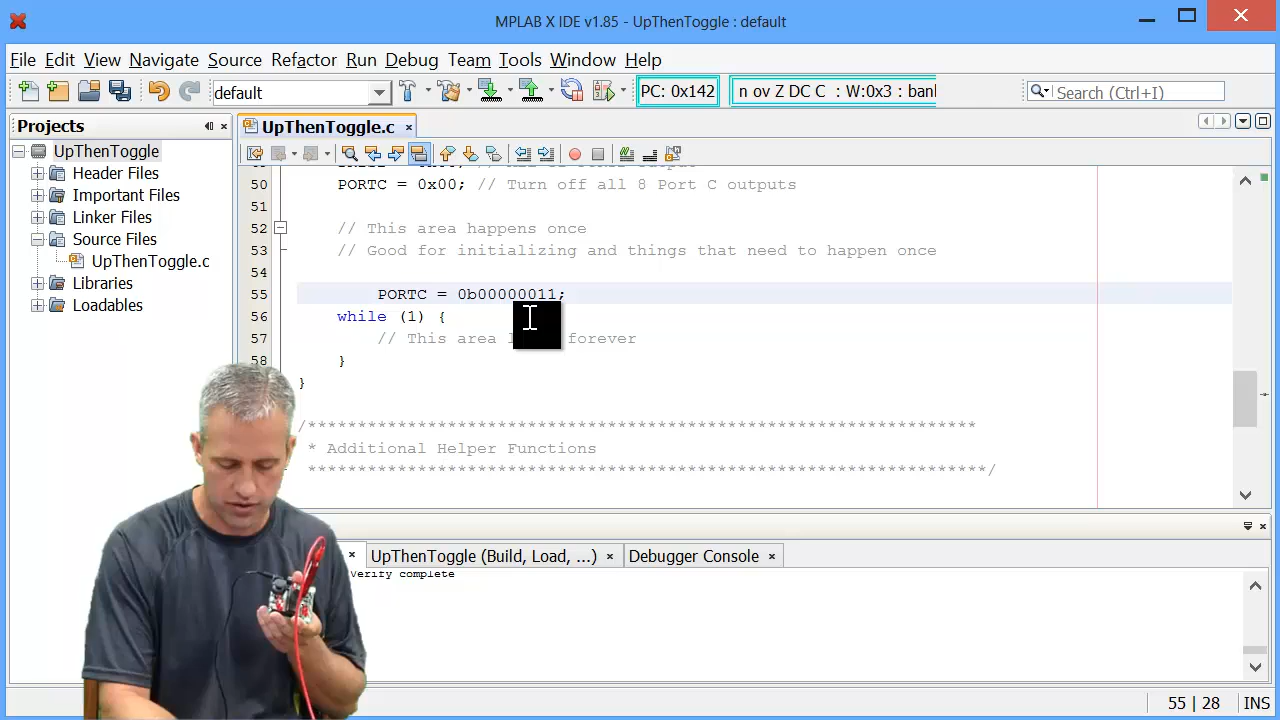 MPLAB X IDE v1.85 - UpThenToggle : default
File Edit View Navigate Source Refactor Run Debug Team Tools Window Help
default
PC: 0x142
n ov Z DC C : W:0x3 : banl
Search (Ctrl+I)
Projects
UpThenToggle
Header Files
Important Files
Linker Files
Source Files
UpThenToggle.c
Libraries
Loadables
UpThenToggle.c
50 PORTC = 0x00; // Turn off all 8 Port C outputs
51
52 // This area happens once
53 // Good for initializing and things that need to happen once
54
55 PORTC = 0b00000011;
56 while (1) {
57 // This area forever
58 }
}
/*******************************************************************
* Additional Helper Functions
********************************************************************/
UpThenToggle (Build, Load, ...)
Debugger Console
Verify complete
55 | 28 INS